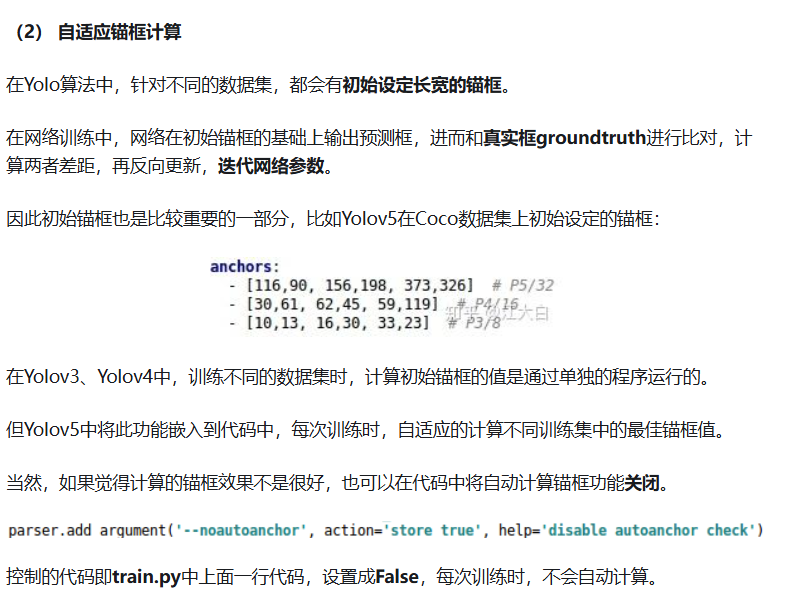 （2） 自适应锚框计算
在Yolo算法中，针对不同的数据集，都会有初始设定长宽的锚框。
在网络训练中，网络在初始锚框的基础上输出预测框，进而和真实框groundtruth进行比对，计
算两者差距，再反向更新，迭代网络参数。
因此初始锚框也是比较重要的一部分，比如Yolov5在Coco数据集上初始设定的锚框：
anchors:
- [116,90, 156,198, 373,326] # P5/32
- [30,61, 62,45, 59,119] # P4/16
- [10,13, 16,30, 33,23] # P3/8
知乎 @江大白
在Yolov3、Yolov4中，训练不同的数据集时，计算初始锚框的值是通过单独的程序运行的。
但Yolov5中将此功能嵌入到代码中，每次训练时，自适应的计算不同训练集中的最佳锚框值。
当然，如果觉得计算的锚框效果不是很好，也可以在代码中将自动计算锚框功能关闭。
parser.add argument('--noautoanchor', action='store true', help='disable autoanchor check')
控制的代码即train.py中上面一行代码，设置成False，每次训练时，不会自动计算。